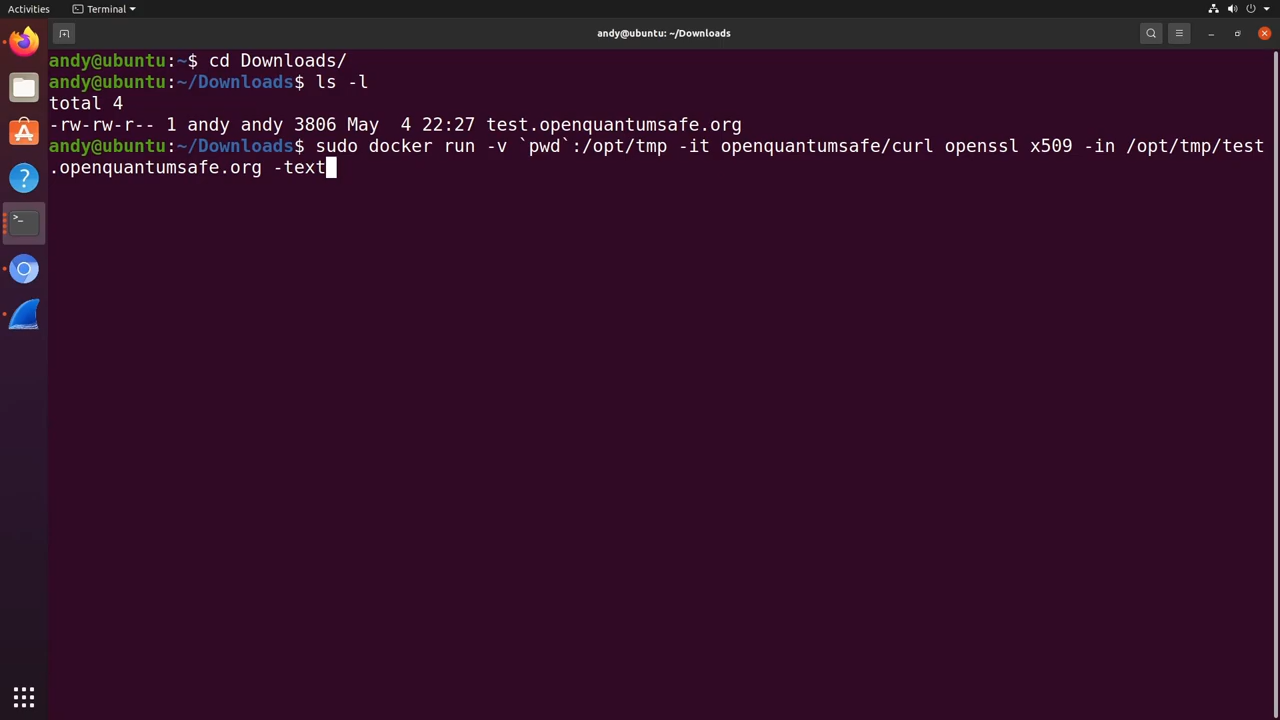 Activities
Terminal
andy@ubuntu: ~/Downloads
andy@ubuntu:~$ cd Downloads/
andy@ubuntu:~/Downloads$ ls -l
total 4
-rw-rw-r-- 1 andy andy 3806 May  4 22:27 test.openquantumsafe.org
andy@ubuntu:~/Downloads$ sudo docker run -v `pwd`:/opt/tmp -it openquantumsafe/curl openssl x509 -in /opt/tmp/test
.openquantumsafe.org -text